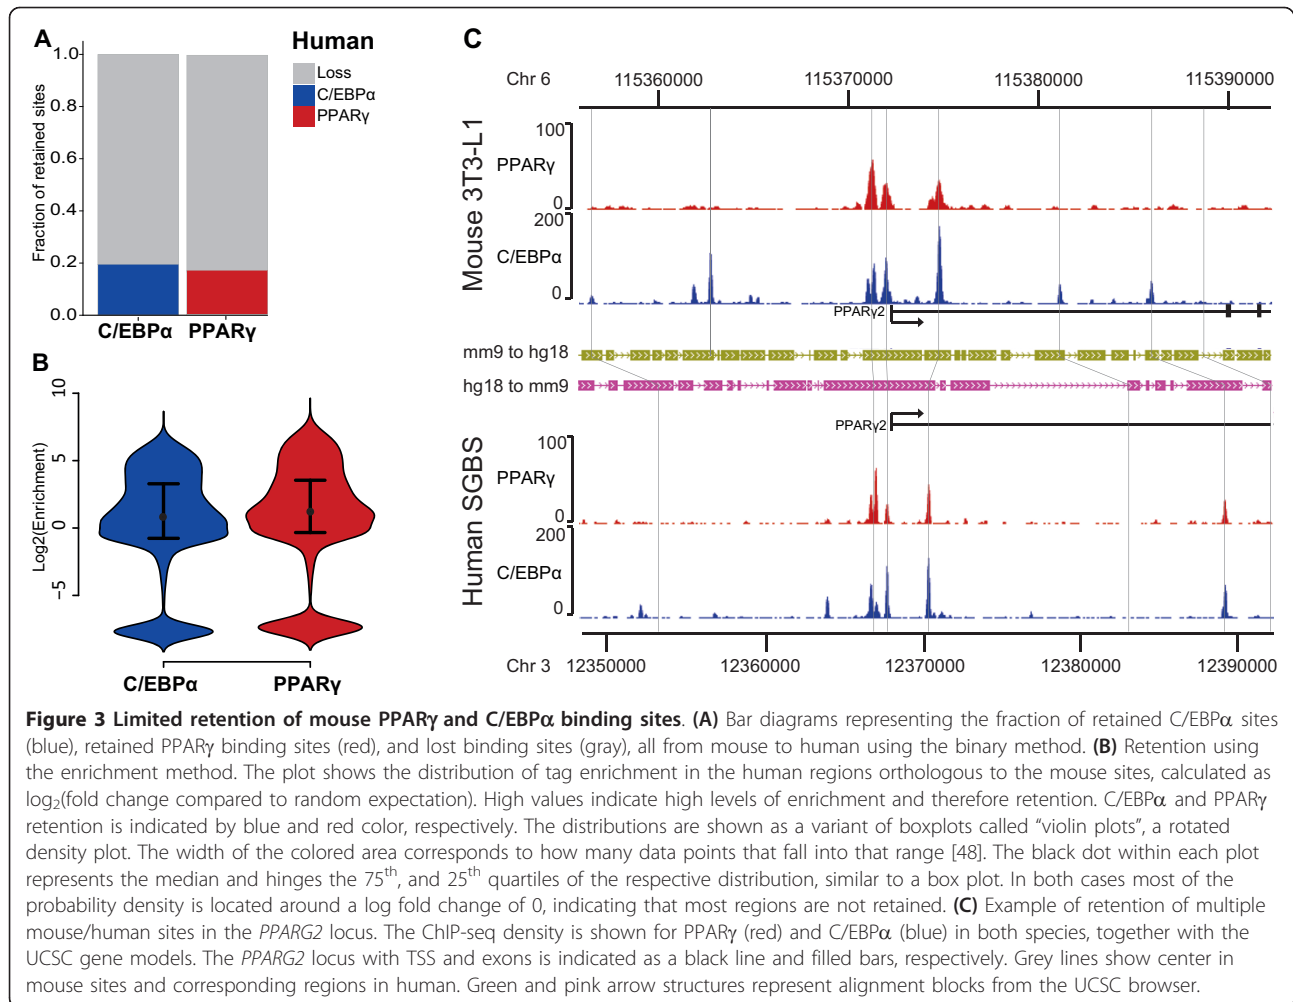 A
Human
Loss
C/EBPα
PPARγ
Fraction of retained sites
1.0
0.8
0.6
0.4
0.2
0.0
C/EBPα PPARγ
B
Log2(Enrichment)
10
5
0
−5
C/EBPα PPARγ
C
Chr 6 115360000 115370000 115380000 115390000
Mouse 3T3-L1
100
PPARγ
0
200
C/EBPα
0
PPARγ2
mm9 to hg18
hg18 to mm9
PPARγ2
Human SGBS
100
PPARγ
0
200
C/EBPα
0
Chr 3 12350000 12360000 12370000 12380000 12390000
Figure 3 Limited retention of mouse PPARγ and C/EBPα binding sites. (A) Bar diagrams representing the fraction of retained C/EBPα sites
(blue), retained PPARγ binding sites (red), and lost binding sites (gray), all from mouse to human using the binary method. (B) Retention using
the enrichment method. The plot shows the distribution of tag enrichment in the human regions orthologous to the mouse sites, calculated as
log₂(fold change compared to random expectation). High values indicate high levels of enrichment and therefore retention. C/EBPα and PPARγ
retention is indicated by blue and red color, respectively. The distributions are shown as a variant of boxplots called “violin plots”, a rotated
density plot. The width of the colored area corresponds to how many data points that fall into that range [48]. The black dot within each plot
represents the median and hinges the 75th, and 25th quartiles of the respective distribution, similar to a box plot. In both cases most of the
probability density is located around a log fold change of 0, indicating that most regions are not retained. (C) Example of retention of multiple
mouse/human sites in the PPARG2 locus. The ChIP-seq density is shown for PPARγ (red) and C/EBPα (blue) in both species, together with the
UCSC gene models. The PPARG2 locus with TSS and exons is indicated as a black line and filled bars, respectively. Grey lines show center in
mouse sites and corresponding regions in human. Green and pink arrow structures represent alignment blocks from the UCSC browser.